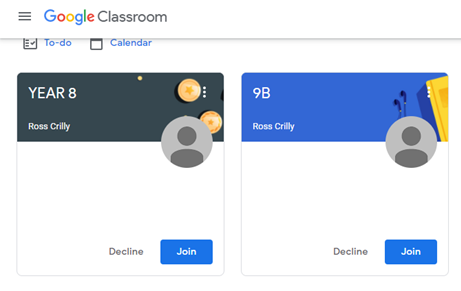 Google Classroom
To-do Calendar
YEAR 8
Ross Crilly
Decline Join
9B
Ross Crilly
Decline Join